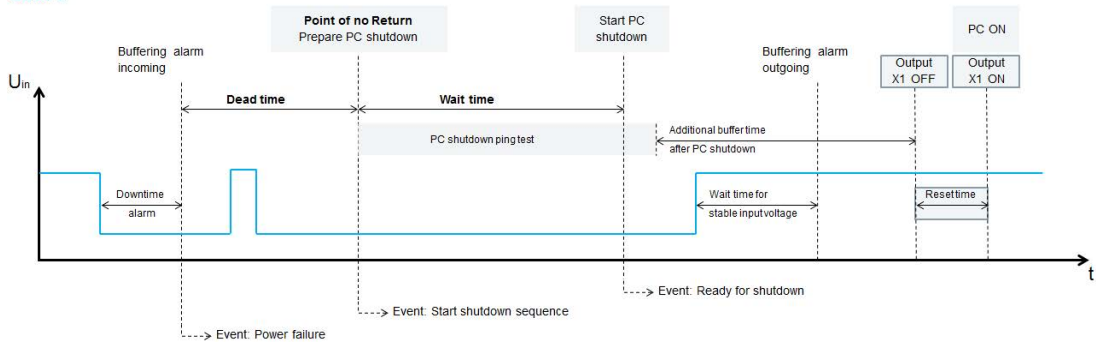 Point of no Return
Prepare PC shutdown
Start PC
shutdown
PC ON
Buffering alarm
incoming
Buffering alarm
outgoing
Output
X1 OFF
Output
X1 ON
Uin
Dead time
Wait time
PC shutdown ping test
Additional buffer time
after PC shutdown
Downtime
alarm
Wait time for
stable input voltage
Reset time
t
Event: Ready for shutdown
Event: Start shutdown sequence
Event: Power failure